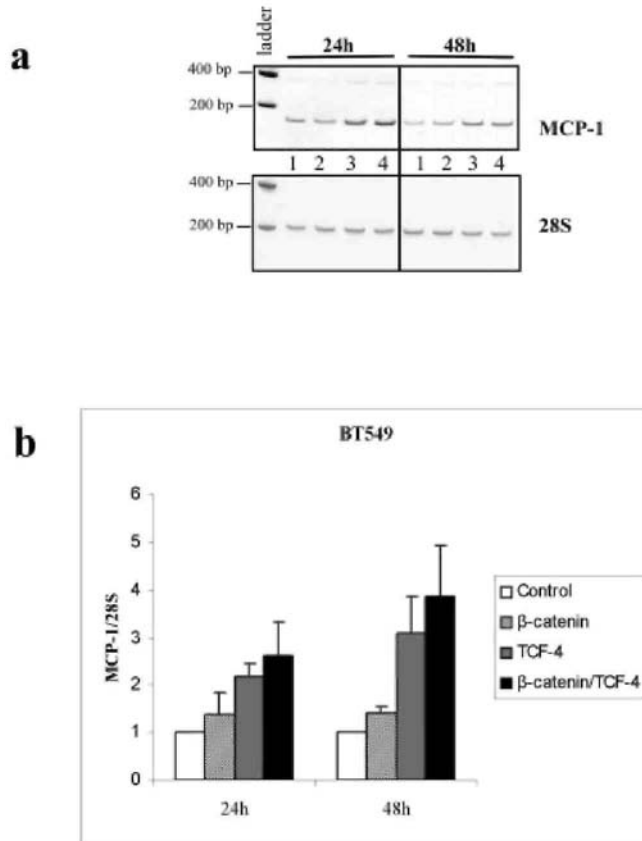 a
ladder
24h 48h
400 bp
200 bp
MCP-1
1 2 3 4 1 2 3 4
400 bp
200 bp
28S
b
BT549
MCP-1/28S
6
5
4
3
2
1
0
24h 48h
Control
β-catenin
TCF-4
β-catenin/TCF-4